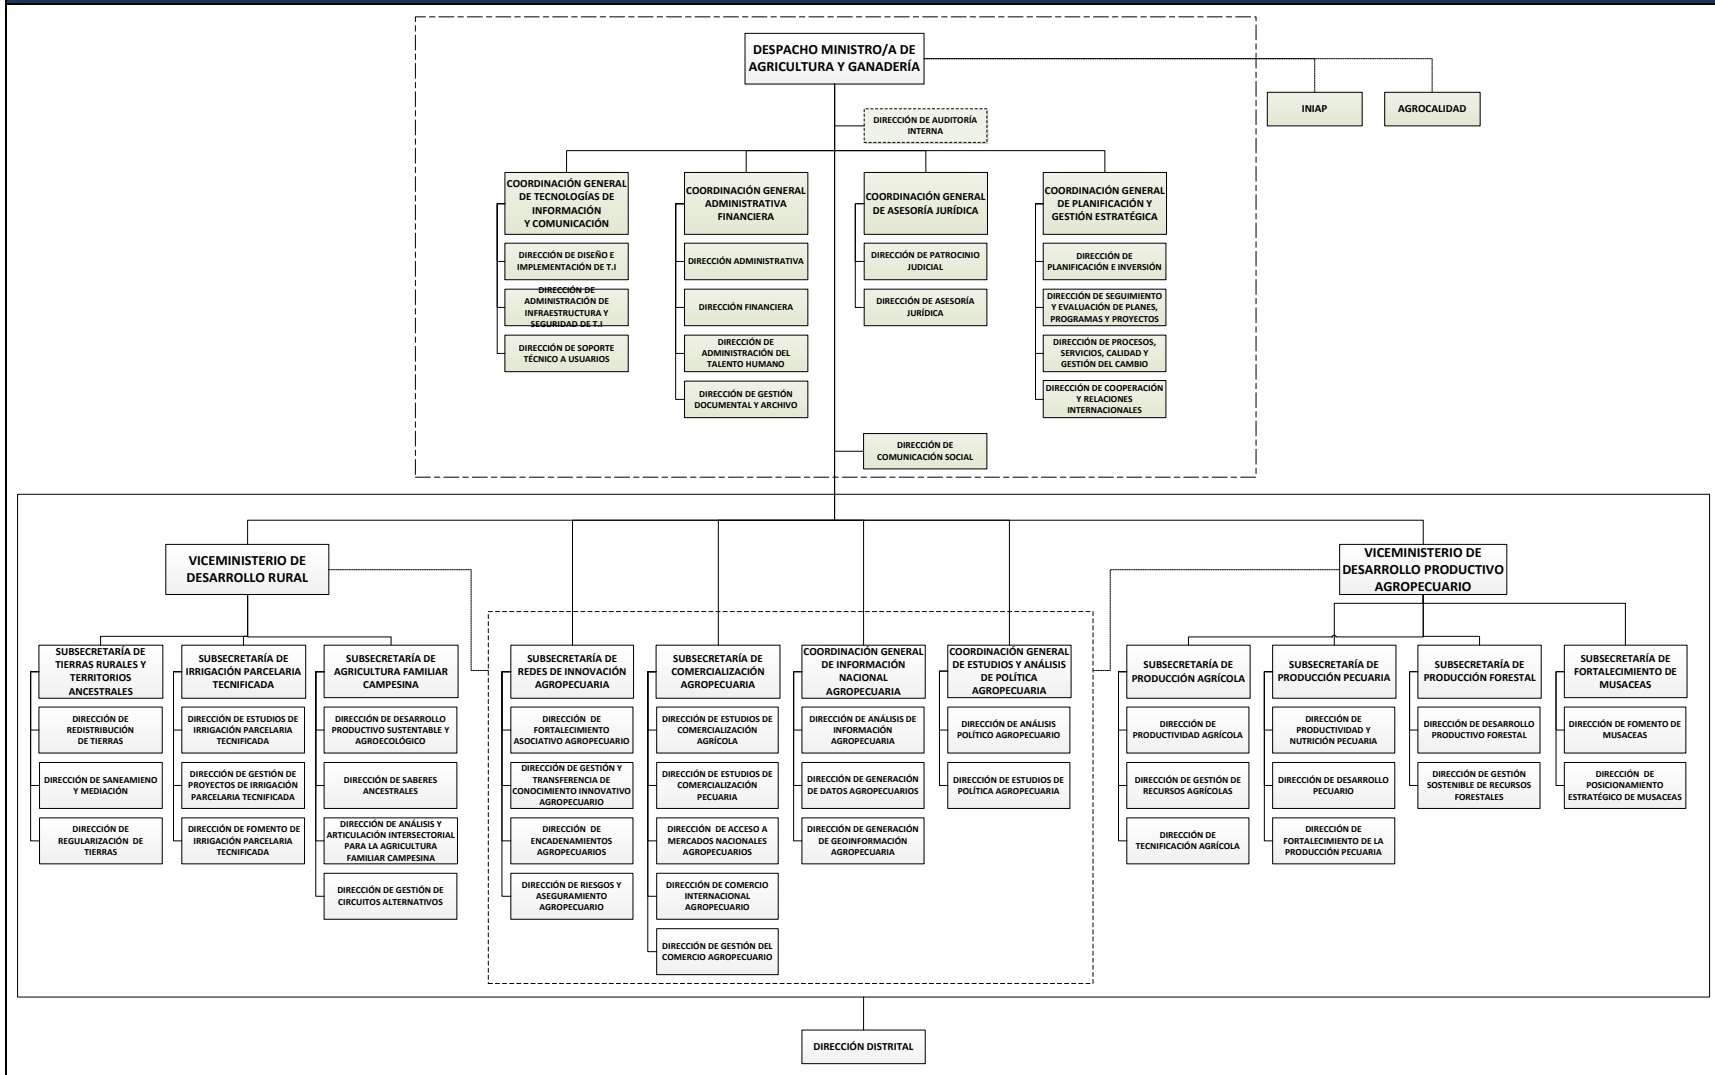 DESPACHO MINISTRO/A DE
AGRICULTURA Y GANADERÍA
INIAP
AGROCALIDAD
DIRECCIÓN DE AUDITORÍA
INTERNA
COORDINACIÓN GENERAL
DE TECNOLOGÍAS DE
INFORMACIÓN
Y COMUNICACIÓN
DIRECCIÓN DE DISEÑO E
IMPLEMENTACIÓN DE T.I
DIRECCIÓN DE
ADMINISTRACIÓN DE
INFRAESTRUCTURA Y
SEGURIDAD DE T.I
DIRECCIÓN DE SOPORTE
TÉCNICO A USUARIOS
COORDINACIÓN GENERAL
ADMINISTRATIVA
FINANCIERA
DIRECCIÓN ADMINISTRATIVA
DIRECCIÓN FINANCIERA
DIRECCIÓN DE
ADMINISTRACIÓN DEL
TALENTO HUMANO
DIRECCIÓN DE GESTIÓN
DOCUMENTAL Y ARCHIVO
COORDINACIÓN GENERAL
DE ASESORÍA JURÍDICA
DIRECCIÓN DE PATROCINIO
JUDICIAL
DIRECCIÓN DE ASESORÍA
JURÍDICA
COORDINACIÓN GENERAL
DE PLANIFICACIÓN Y
GESTIÓN ESTRATÉGICA
DIRECCIÓN DE
PLANIFICACIÓN E INVERSIÓN
DIRECCIÓN DE SEGUIMIENTO
Y EVALUACIÓN DE PLANES,
PROGRAMAS Y PROYECTOS
DIRECCIÓN DE PROCESOS,
SERVICIOS, CALIDAD Y
GESTIÓN DEL CAMBIO
DIRECCIÓN DE COOPERACIÓN
Y RELACIONES
INTERNACIONALES
DIRECCIÓN DE
COMUNICACIÓN SOCIAL
VICEMINISTERIO DE
DESARROLLO RURAL
VICEMINISTERIO DE
DESARROLLO PRODUCTIVO
AGROPECUARIO
SUBSECRETARÍA DE
TIERRAS RURALES Y
TERRITORIOS
ANCESTRALES
DIRECCIÓN DE
REDISTRIBUCIÓN
DE TIERRAS
DIRECCIÓN DE SANEAMIENO
Y MEDIACIÓN
DIRECCIÓN DE
REGULARIZACIÓN DE
TIERRAS
SUBSECRETARÍA DE
IRRIGACIÓN PARCELARIA
TECNIFICADA
DIRECCIÓN DE ESTUDIOS DE
IRRIGACIÓN PARCELARIA
TECNIFICADA
DIRECCIÓN DE GESTIÓN DE
PROYECTOS DE IRRIGACIÓN
PARCELARIA TECNIFICADA
DIRECCIÓN DE FOMENTO DE
IRRIGACIÓN PARCELARIA
TECNIFICADA
SUBSECRETARÍA DE
AGRICULTURA FAMILIAR
CAMPESINA
DIRECCIÓN DE DESARROLLO
PRODUCTIVO SUSTENTABLE Y
AGROECOLÓGICO
DIRECCIÓN DE SABERES
ANCESTRALES
DIRECCIÓN DE ANÁLISIS Y
ARTICULACIÓN INTERSECTORIAL
PARA LA AGRICULTURA
FAMILIAR CAMPESINA
DIRECCIÓN DE GESTIÓN DE
CIRCUITOS ALTERNATIVOS
SUBSECRETARÍA DE
REDES DE INNOVACIÓN
AGROPECUARIA
DIRECCIÓN DE
FORTALECIMIENTO
ASOCIATIVO AGROPECUARIO
DIRECCIÓN DE GESTIÓN Y
TRANSFERENCIA DE
CONOCIMIENTO INNOVATIVO
AGROPECUARIO
DIRECCIÓN DE
ENCADENAMIENTOS
AGROPECUARIOS
DIRECCIÓN DE RIESGOS Y
ASEGURAMIENTO
AGROPECUARIO
SUBSECRETARÍA DE
COMERCIALIZACIÓN
AGROPECUARIA
DIRECCIÓN DE ESTUDIOS DE
COMERCIALIZACIÓN
AGRÍCOLA
DIRECCIÓN DE ESTUDIOS DE
COMERCIALIZACIÓN
PECUARIA
DIRECCIÓN DE ACCESO A
MERCADOS NACIONALES
AGROPECUARIOS
DIRECCIÓN DE COMERCIO
INTERNACIONAL
AGROPECUARIO
DIRECCIÓN DE GESTIÓN DEL
COMERCIO AGROPECUARIO
COORDINACIÓN GENERAL
DE INFORMACIÓN
NACIONAL
AGROPECUARIA
DIRECCIÓN DE ANÁLISIS DE
INFORMACIÓN
AGROPECUARIA
DIRECCIÓN DE GENERACIÓN
DE DATOS AGROPECUARIOS
DIRECCIÓN DE GENERACIÓN
DE GEOINFORMACIÓN
AGROPECUARIA
COORDINACIÓN GENERAL
DE ESTUDIOS Y ANÁLISIS
DE POLÍTICA
AGROPECUARIA
DIRECCIÓN DE ANÁLISIS
POLÍTICO AGROPECUARIO
DIRECCIÓN DE ESTUDIOS DE
POLÍTICA AGROPECUARIA
SUBSECRETARÍA DE
PRODUCCIÓN AGRÍCOLA
DIRECCIÓN DE
PRODUCTIVIDAD AGRÍCOLA
DIRECCIÓN DE GESTIÓN DE
RECURSOS AGRÍCOLAS
DIRECCIÓN DE
TECNIFICACIÓN AGRÍCOLA
SUBSECRETARÍA DE
PRODUCCIÓN PECUARIA
DIRECCIÓN DE
PRODUCTIVIDAD Y
NUTRICIÓN PECUARIA
DIRECCIÓN DE DESARROLLO
PECUARIO
DIRECCIÓN DE
FORTALECIMIENTO DE LA
PRODUCCIÓN PECUARIA
SUBSECRETARÍA DE
PRODUCCIÓN FORESTAL
DIRECCIÓN DE DESARROLLO
PRODUCTIVO FORESTAL
DIRECCIÓN DE GESTIÓN
SOSTENIBLE DE RECURSOS
FORESTALES
SUBSECRETARÍA DE
FORTALECIMIENTO DE
MUSACEAS
DIRECCIÓN DE FOMENTO DE
MUSACEAS
DIRECCIÓN DE
POSICIONAMIENTO
ESTRATÉGICO DE MUSACEAS
DIRECCIÓN DISTRITAL